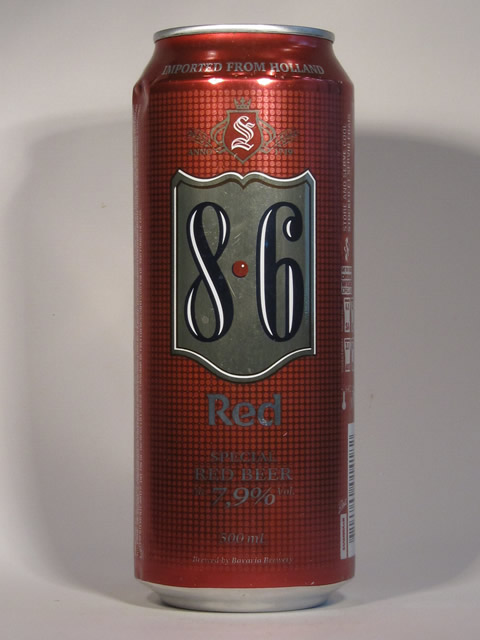 IMPORTED FROM HOLLAND
8.6
Red
SPECIAL
RED BEER
7,9%
500 ml
Brewed by Bavaria Brewery